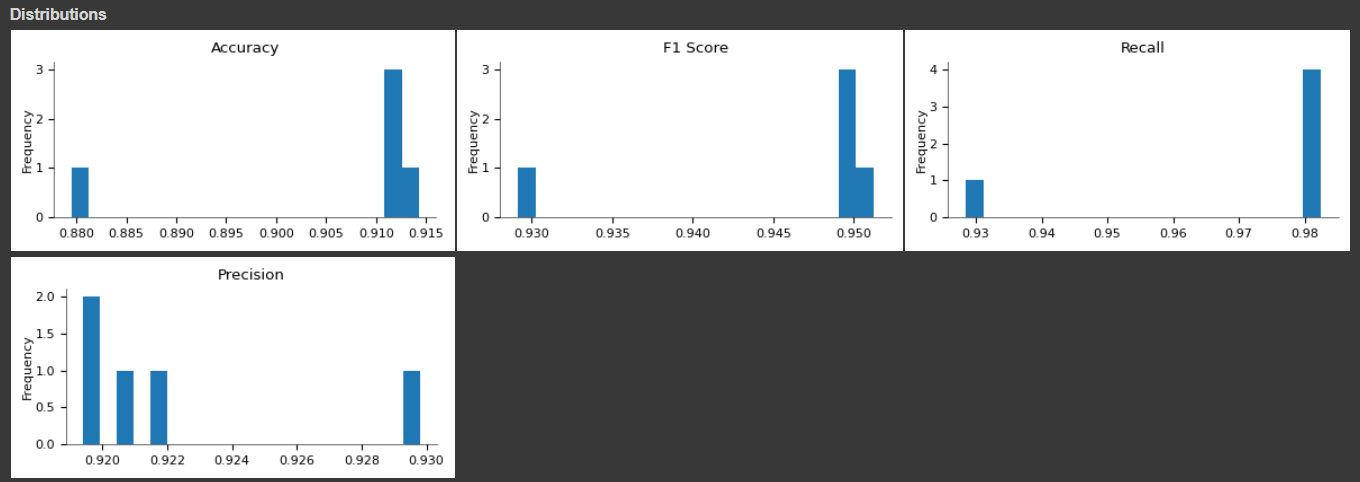 Distributions
Accuracy
Frequency
3
2
1
0
0.880 0.885 0.890 0.895 0.900 0.905 0.910 0.915
F1 Score
Frequency
3
2
1
0
0.930 0.935 0.940 0.945 0.950
Recall
Frequency
4
3
2
1
0
0.93 0.94 0.95 0.96 0.97 0.98
Precision
Frequency
2.0
1.5
1.0
0.5
0.0
0.920 0.922 0.924 0.926 0.928 0.930